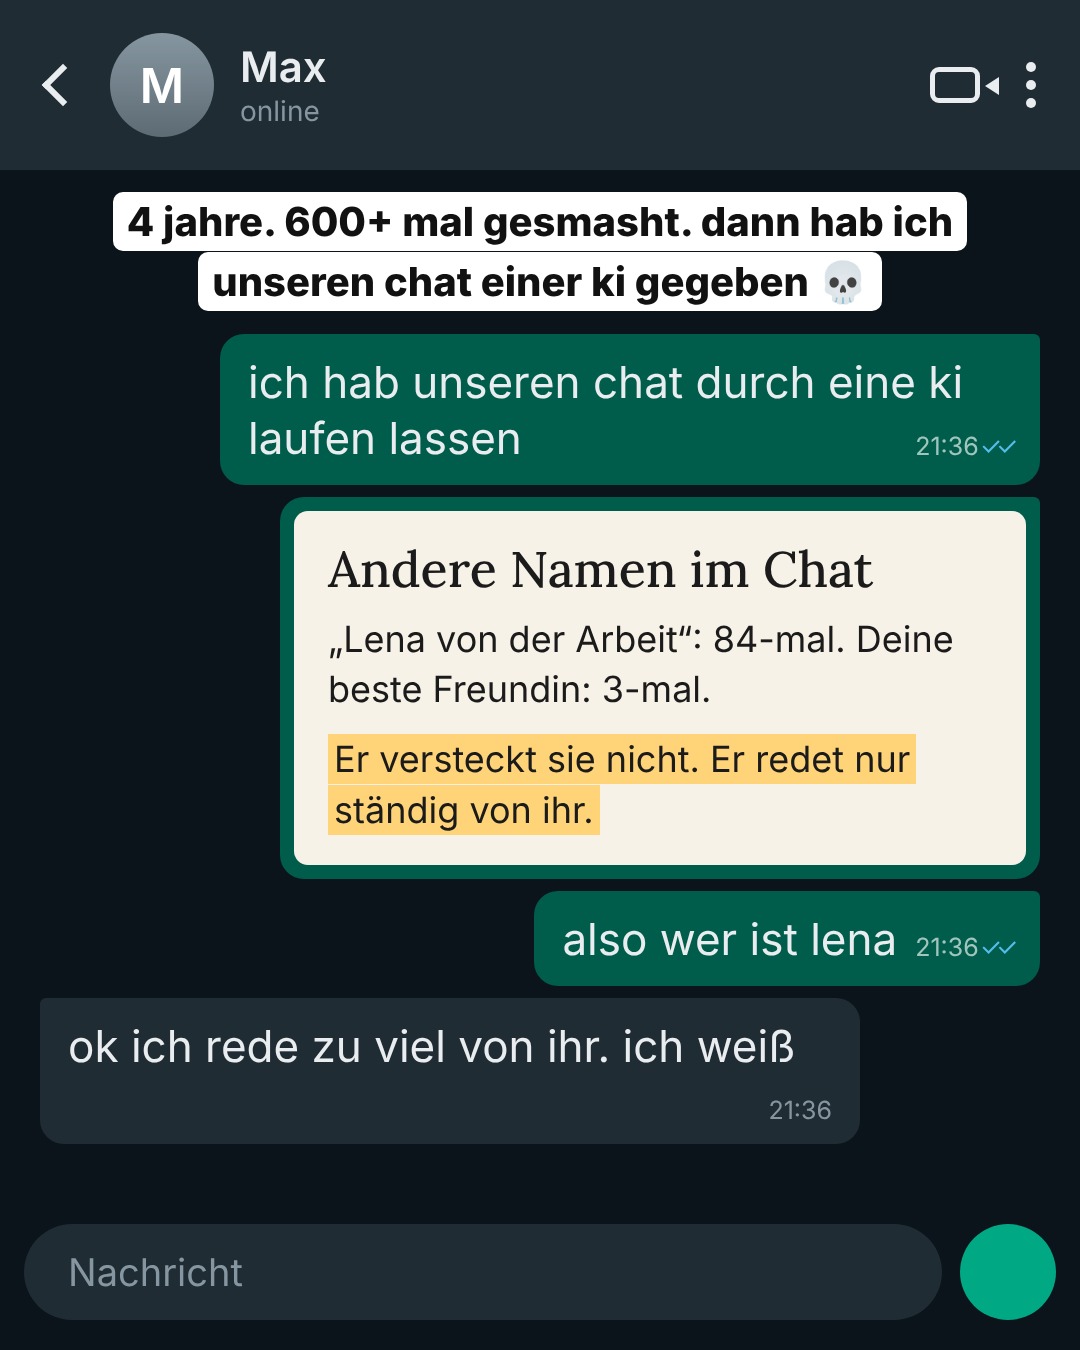 M
Max
online
4 jahre. 600+ mal gesmasht. dann hab ich
unseren chat einer ki gegeben 💀
ich hab unseren chat durch eine ki
laufen lassen
21:36
Andere Namen im Chat
„Lena von der Arbeit“: 84-mal. Deine
beste Freundin: 3-mal.
Er versteckt sie nicht. Er redet nur
ständig von ihr.
also wer ist lena
21:36
ok ich rede zu viel von ihr. ich weiß
21:36
Nachricht